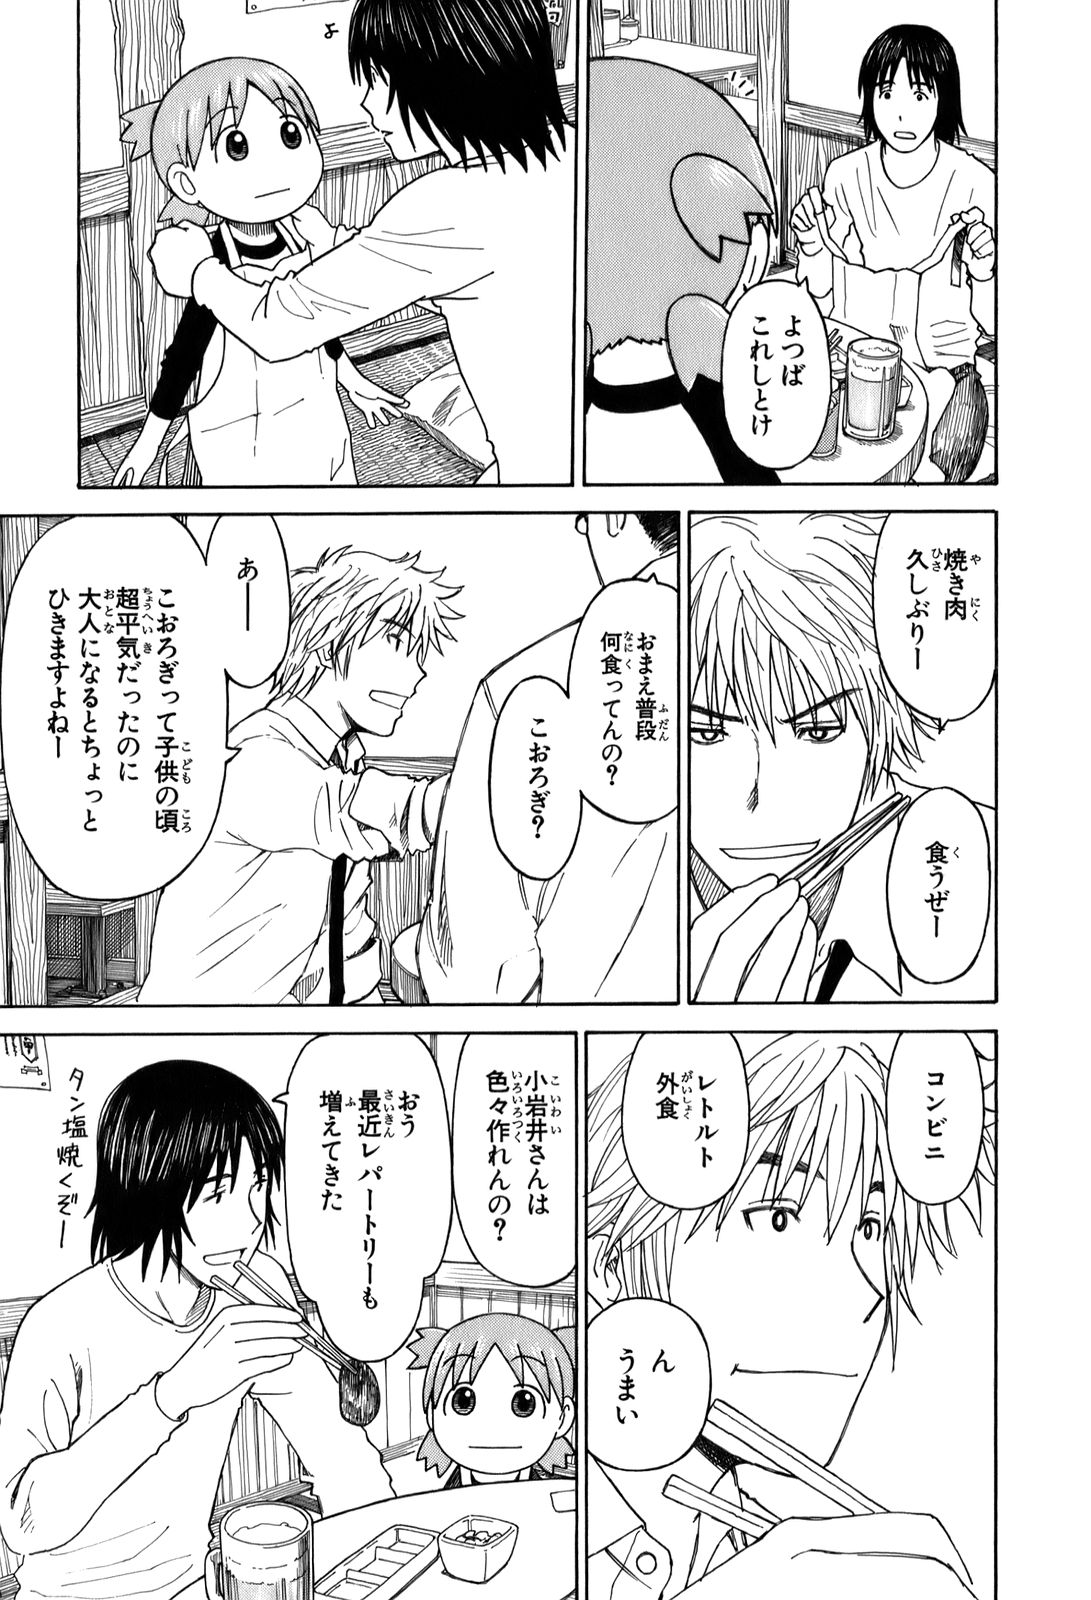 よつば
これしとけ
よ
焼き肉
久しぶりー
食うぜー
おまえ普段
何食ってんの？
こおろぎ？
あー
こおろぎって子供の頃
超平気だったのに
大人になるとちょっと
ひきますよねー
コンビニ
レトルト
外食
ん
うまい
小岩井さんは
色々作れんの？
おう
最近レパートリーも
増えてきた
タン塩焼くぞー